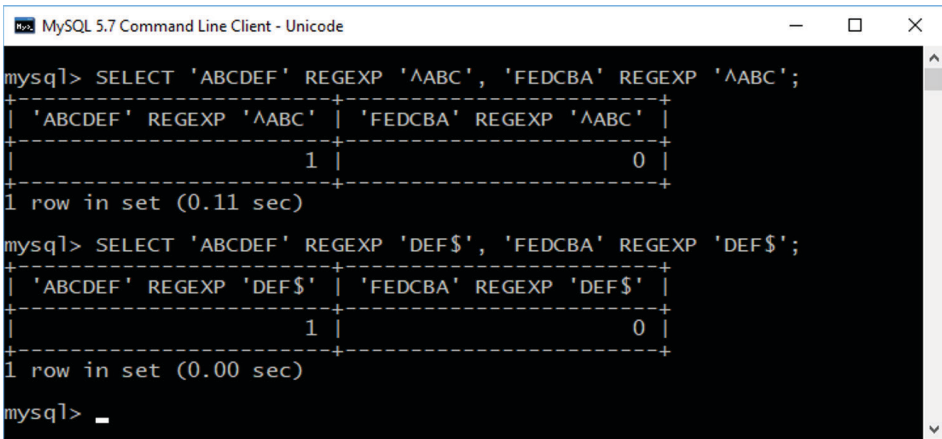 MySQL 5.7 Command Line Client - Unicode
mysql> SELECT 'ABCDEF' REGEXP '^ABC', 'FEDCBA' REGEXP '^ABC';
+-------------------------+-------------------------+
| 'ABCDEF' REGEXP '^ABC' | 'FEDCBA' REGEXP '^ABC' |
+-------------------------+-------------------------+
|                       1 |                       0 |
+-------------------------+-------------------------+
1 row in set (0.11 sec)
mysql> SELECT 'ABCDEF' REGEXP 'DEF$', 'FEDCBA' REGEXP 'DEF$';
+-------------------------+-------------------------+
| 'ABCDEF' REGEXP 'DEF$' | 'FEDCBA' REGEXP 'DEF$' |
+-------------------------+-------------------------+
|                       1 |                       0 |
+-------------------------+-------------------------+
1 row in set (0.00 sec)
mysql> _